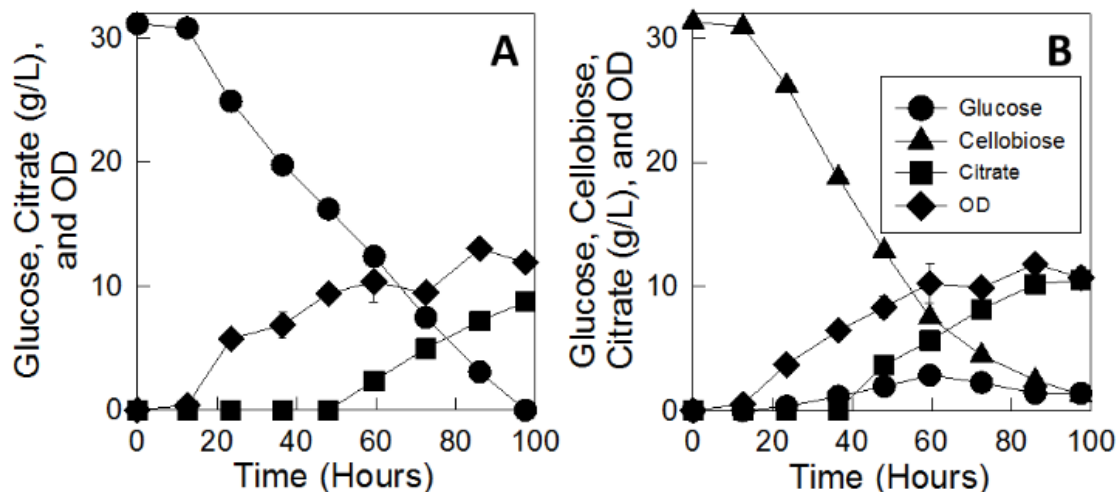 Glucose, Citrate (g/L),
and OD
30
20
10
0
A
0 20 40 60 80 100
Time (Hours)
Glucose, Cellobiose,
Citrate (g/L), and OD
30
20
10
0
B
Glucose
Cellobiose
Citrate
OD
0 20 40 60 80 100
Time (Hours)